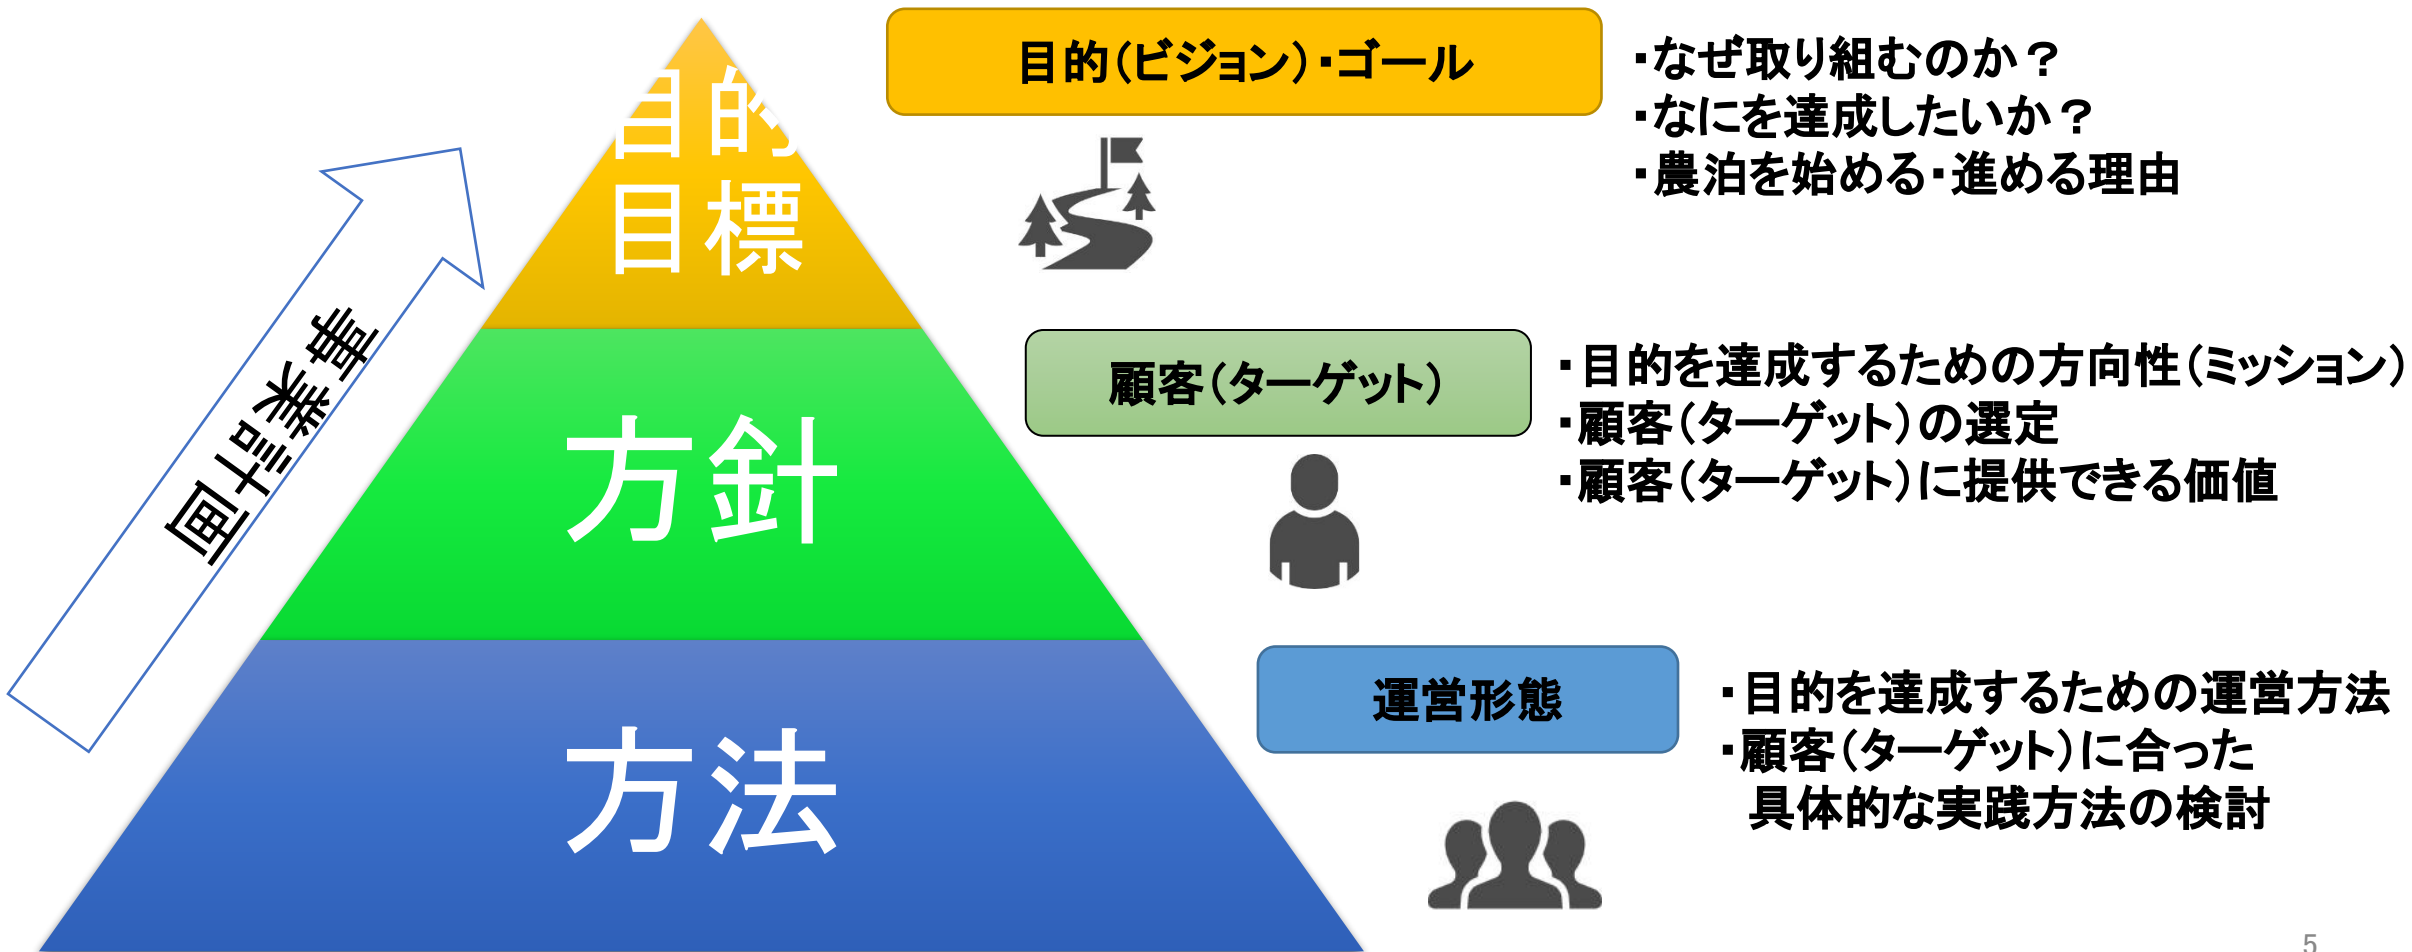 目的
目標
方針
方法
事業計画
目的（ビジョン）・ゴール
・なぜ取り組むのか？
・なにを達成したいか？
・農泊を始める・進める理由
顧客（ターゲット）
・目的を達成するための方向性（ミッション）
・顧客（ターゲット）の選定
・顧客（ターゲット）に提供できる価値
運営形態
・目的を達成するための運営方法
・顧客（ターゲット）に合った
具体的な実践方法の検討
5